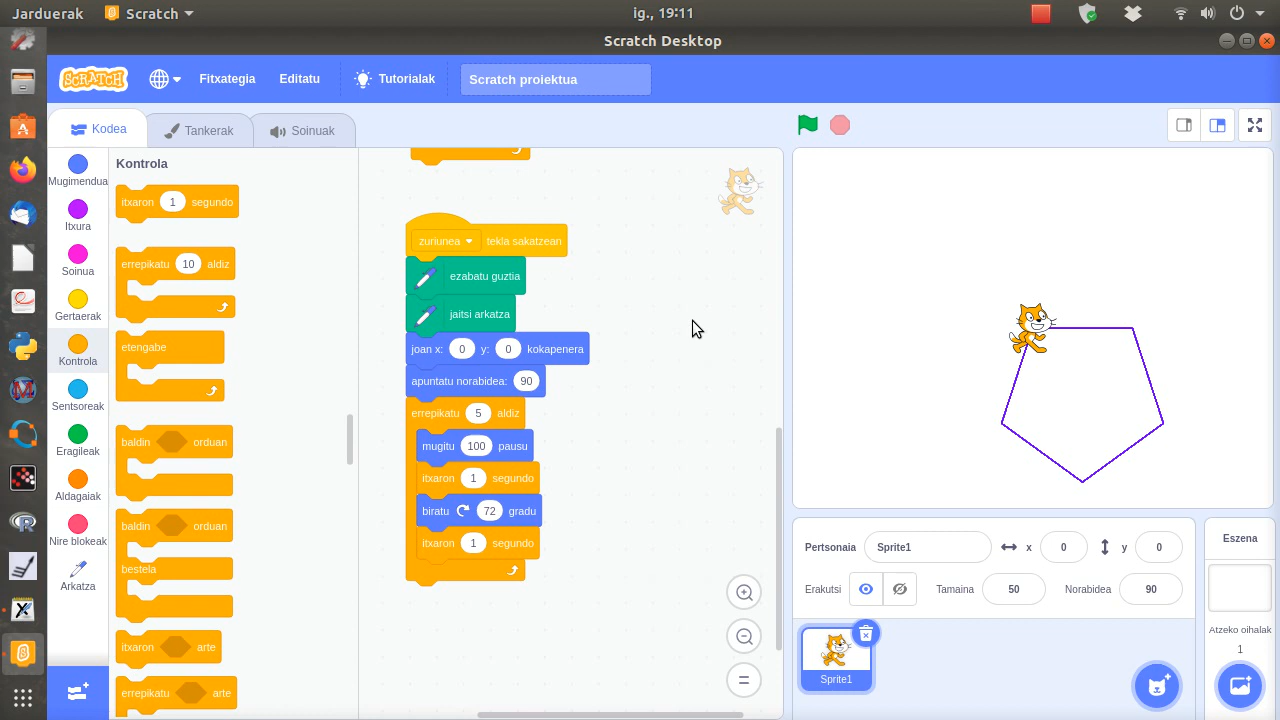 Jarduerak Scratch ig., 19:11
Scratch Desktop
SCRATCH Fitxategia Editatu Tutorialak Scratch proiektua
Kodea Tankerak Soinuak
Mugimendua
Itxura
Soinua
Gertaerak
Kontrola
Sentsoreak
Eragileak
Aldagaiak
Nire blokeak
Arkatza
Kontrola
itxaron 1 segundo
errepikatu 10 aldiz
etengabe
baldin orduan
baldin orduan
bestela
itxaron arte
errepikatu arte
zuriunea tekla sakatzean
ezabatu guztia
jaitsi arkatza
joan x: 0 y: 0 kokapenera
apuntatu norabidea: 90
errepikatu 5 aldiz
mugitu 100 pausu
itxaron 1 segundo
biratu 72 gradu
itxaron 1 segundo
Pertsonaia Sprite1 x 0 y 0
Erakutsi Tamaina 50 Norabidea 90
Sprite1
Eszena
Atzeko oihalak
1